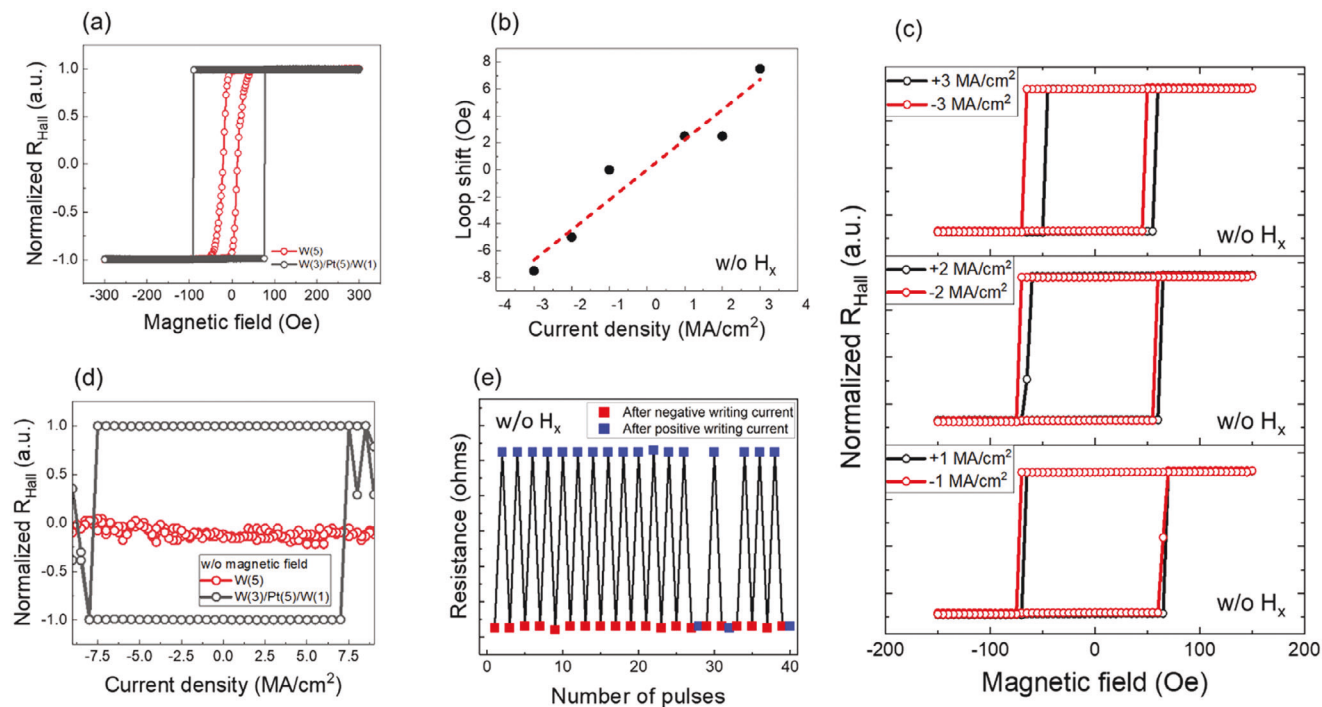 (a)
Normalized R_Hall (a.u.)
1.0
0.5
0.0
-0.5
-1.0
W(5)
W(3)/Pt(5)/W(1)
-300 -200 -100 0 100 200 300
Magnetic field (Oe)
(b)
Loop shift (Oe)
8
6
4
2
0
-2
-4
-6
-8
w/o H_x
-4 -3 -2 -1 0 1 2 3 4
Current density (MA/cm²)
(c)
Normalized R_Hall (a.u.)
+3 MA/cm²
-3 MA/cm²
w/o H_x
+2 MA/cm²
-2 MA/cm²
w/o H_x
+1 MA/cm²
-1 MA/cm²
w/o H_x
-200 -100 0 100 200
Magnetic field (Oe)
(d)
Normalized R_Hall (a.u.)
1.0
0.5
0.0
-0.5
-1.0
w/o magnetic field
W(5)
W(3)/Pt(5)/W(1)
-7.5 -5.0 -2.5 0.0 2.5 5.0 7.5
Current density (MA/cm²)
(e)
Resistance (ohms)
w/o H_x
After negative writing current
After positive writing current
0 10 20 30 40
Number of pulses